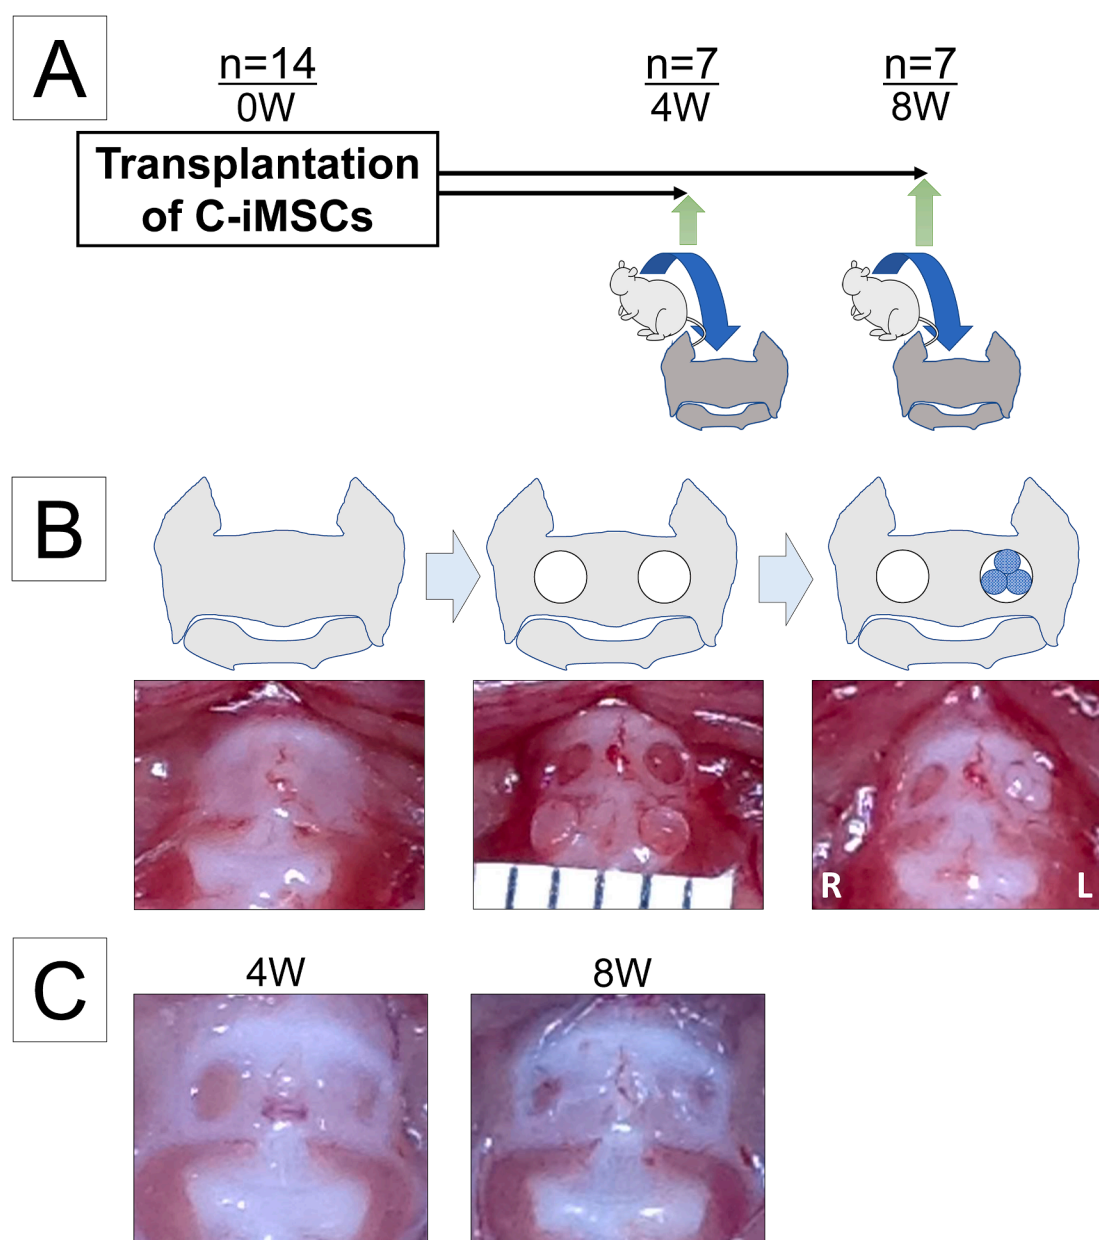 A
n=14
0W
n=7
4W
n=7
8W
Transplantation
of C-iMSCs
B
R
L
C
4W
8W